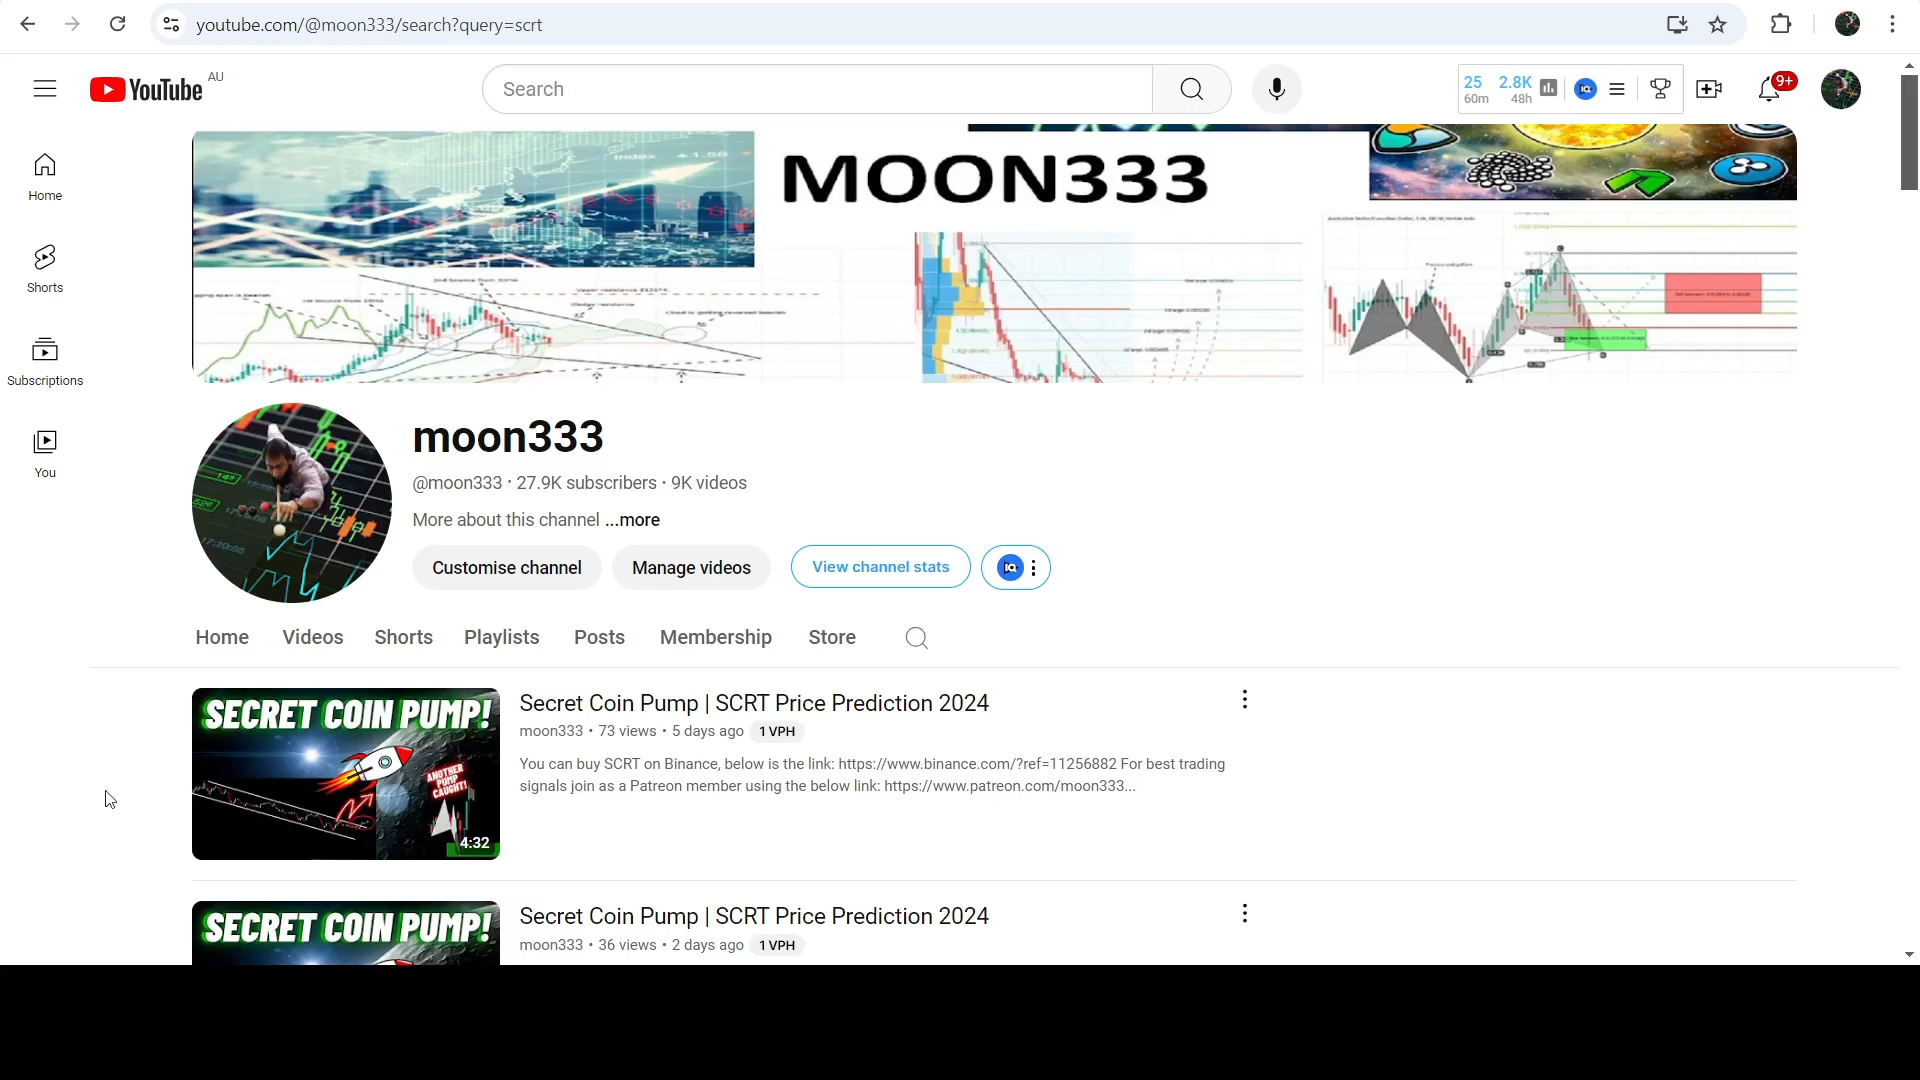 youtube.com/@moon333/search?query=scrt
YouTube AU
Search
25 2.8K
60m 48h
9+
Home
Shorts
Subscriptions
You
Index 1.56
MOON333
moon333
@moon333 · 27.9K subscribers · 9K videos
More about this channel ...more
Customise channel
Manage videos
View channel stats
Home Videos Shorts Playlists Posts Membership Store
SECRET COIN PUMP!
ANOTHER
PUMP
CAUGHT!
4:32
Secret Coin Pump | SCRT Price Prediction 2024
moon333 • 73 views • 5 days ago 1 VPH
You can buy SCRT on Binance, below is the link: https://www.binance.com/?ref=11256882 For best trading
signals join as a Patreon member using the below link: https://www.patreon.com/moon333...
SECRET COIN PUMP!
Secret Coin Pump | SCRT Price Prediction 2024
moon333 • 36 views • 2 days ago 1 VPH